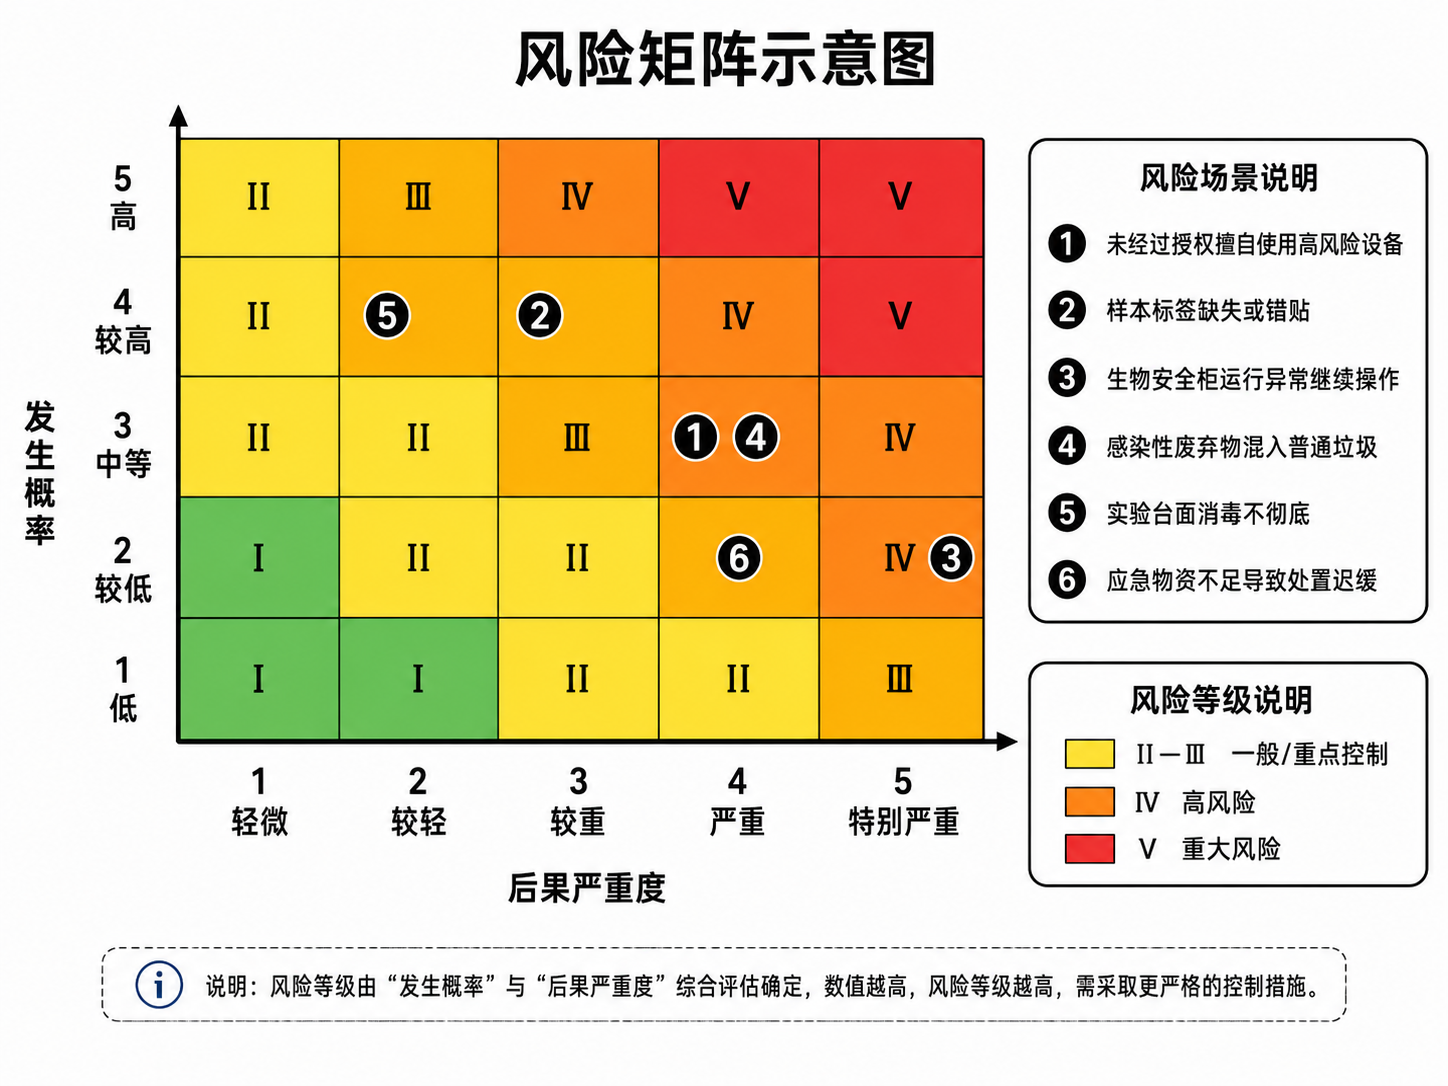 风险矩阵示意图
5
高
II
III
IV
V
V
4
较高
II
5
2
IV
V
发生概率
3
中等
II
II
III
1 4
IV
2
较低
I
II
II
6
IV 3
1
低
I
I
II
II
III
1
轻微
2
较轻
3
较重
4
严重
5
特别严重
后果严重度
风险场景说明
1 未经过授权擅自使用高风险设备
2 样本标签缺失或错贴
3 生物安全柜运行异常继续操作
4 感染性废弃物混入普通垃圾
5 实验台面消毒不彻底
6 应急物资不足导致处置迟缓
风险等级说明
II — III 一般/重点控制
IV 高风险
V 重大风险
i 说明：风险等级由“发生概率”与“后果严重度”综合评估确定，数值越高，风险等级越高，需采取更严格的控制措施。